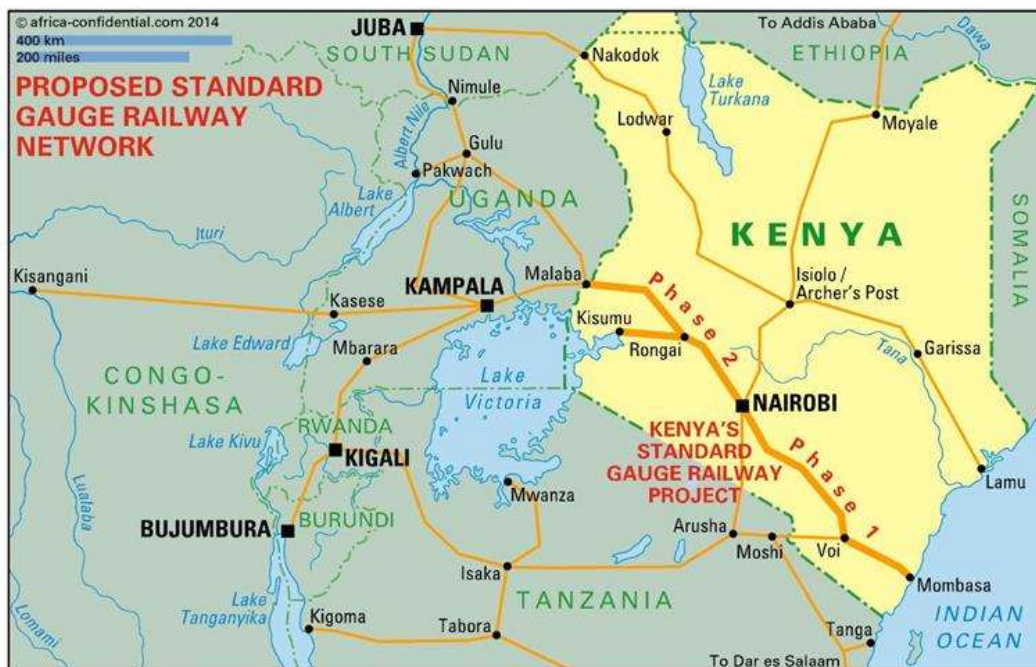 © africa-confidential.com 2014
400 km
200 miles
PROPOSED STANDARD
GAUGE RAILWAY
NETWORK
JUBA
SOUTH SUDAN
Nakodok
To Addis Ababa
ETHIOPIA
Dawa
Nimule
Albert Nile
Lake
Turkana
Lodwar
Moyale
Gulu
Pakwach
UGANDA
Lake
Albert
Ituri
KENYA
SOMALIA
Kisangani
KAMPALA
Malaba
Phase 2
Isiolo /
Archer's Post
Kasese
Kisumu
Rongai
Tana
Garissa
Lake Edward
Mbarara
CONGO-
KINSHASA
Lake
Victoria
NAIROBI
RWANDA
Lake Kivu
KIGALI
KENYA'S
STANDARD
GAUGE RAILWAY
PROJECT
Phase 1
Lamu
Lualaba
Mwanza
BUJUMBURA
BURUNDI
Arusha
Moshi
Voi
Isaka
Mombasa
Lake
Tanganyika
TANZANIA
INDIAN
OCEAN
Lomami
Kigoma
Tabora
Tanga
To Dar es Salaam